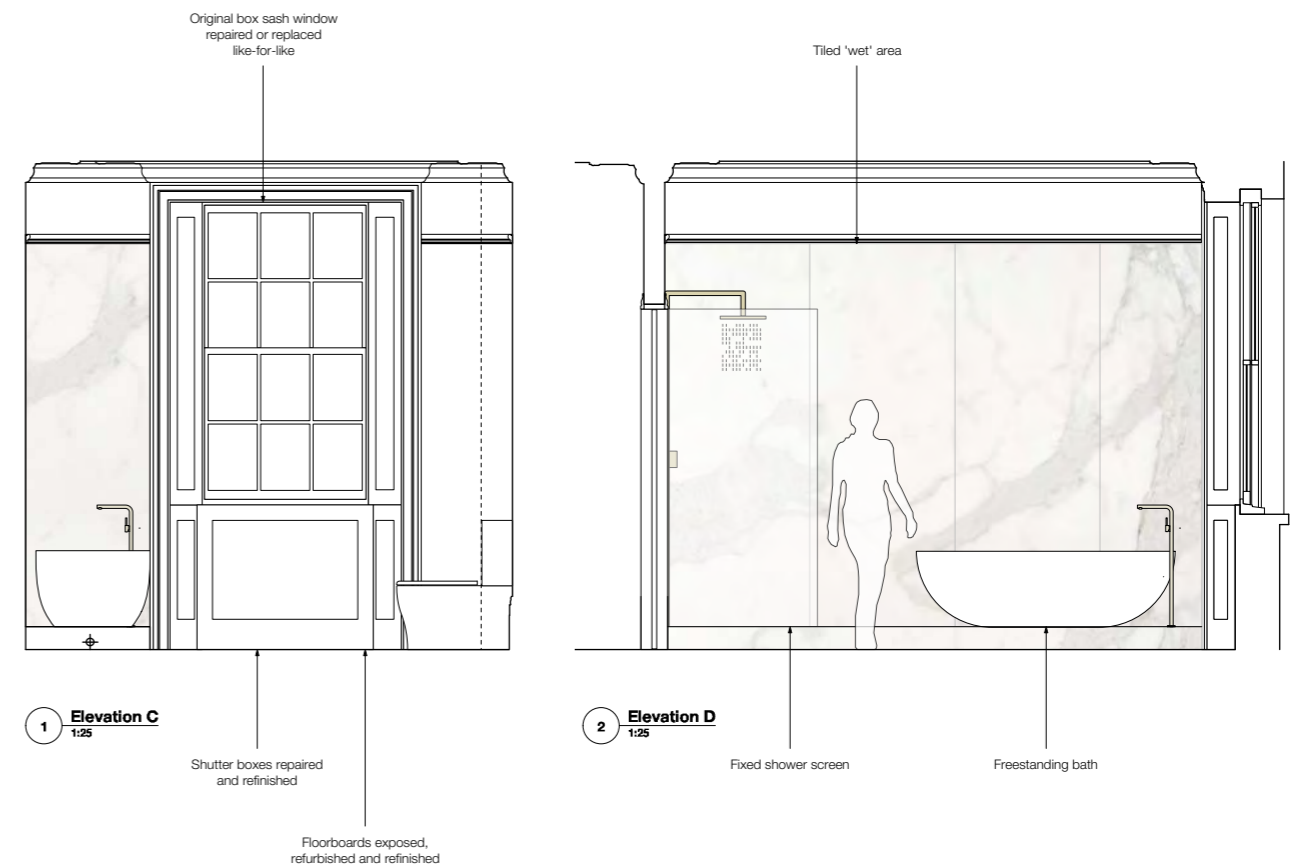 Original box sash window
repaired or replaced
like-for-like
Tiled 'wet' area
1
Elevation C
1:25
2
Elevation D
1:25
Shutter boxes repaired
and refinished
Fixed shower screen
Freestanding bath
Floorboards exposed,
refurbished and refinished